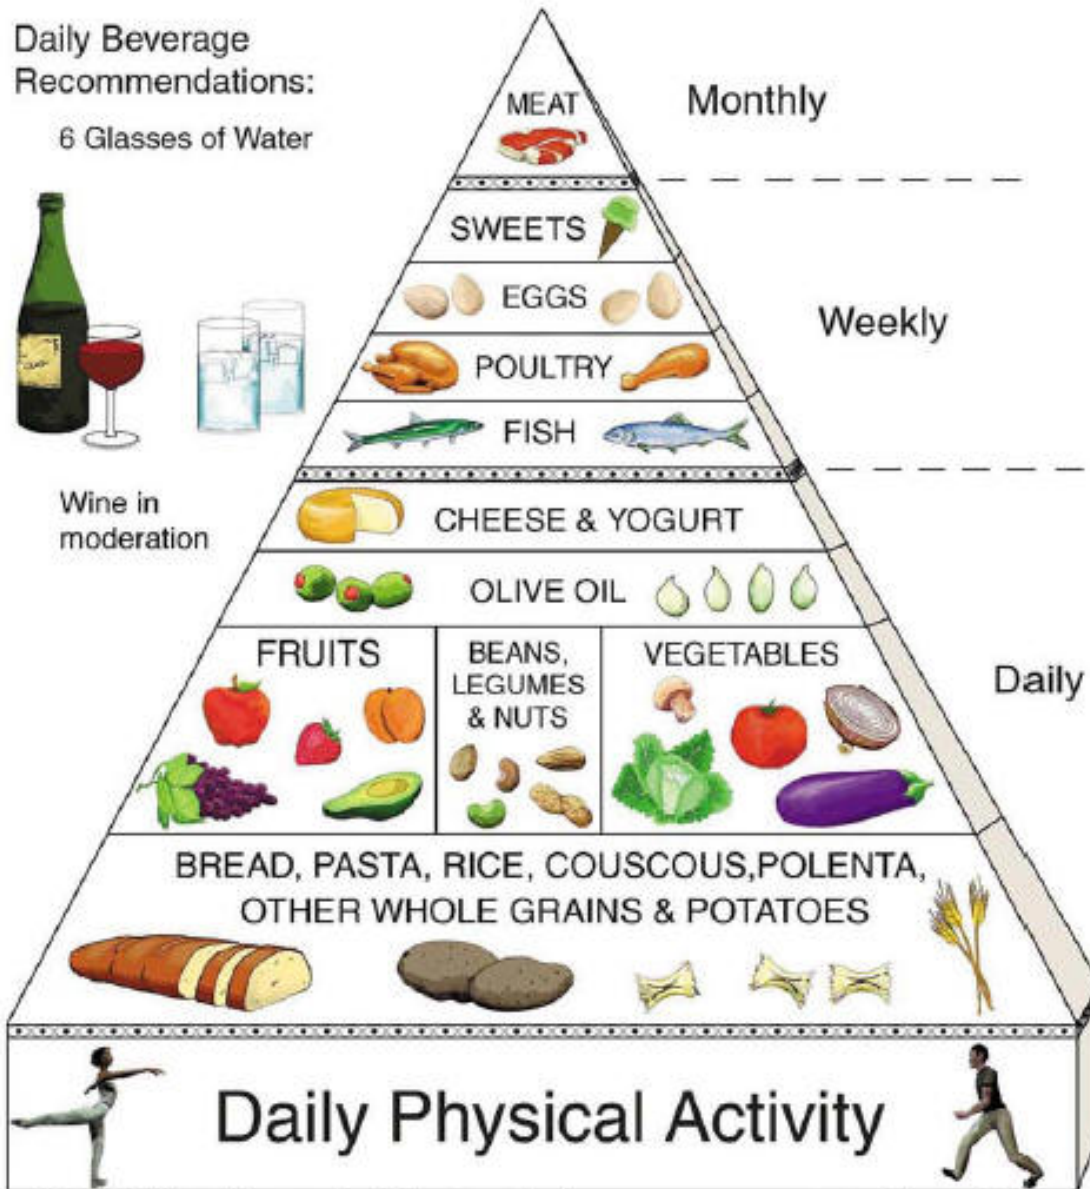 Daily Beverage
Recommendations:
6 Glasses of Water
Wine in
moderation
MEAT
Monthly
SWEETS
EGGS
Weekly
POULTRY
FISH
CHEESE & YOGURT
OLIVE OIL
FRUITS
BEANS,
LEGUMES
& NUTS
VEGETABLES
Daily
BREAD, PASTA, RICE, COUSCOUS,POLENTA,
OTHER WHOLE GRAINS & POTATOES
Daily Physical Activity